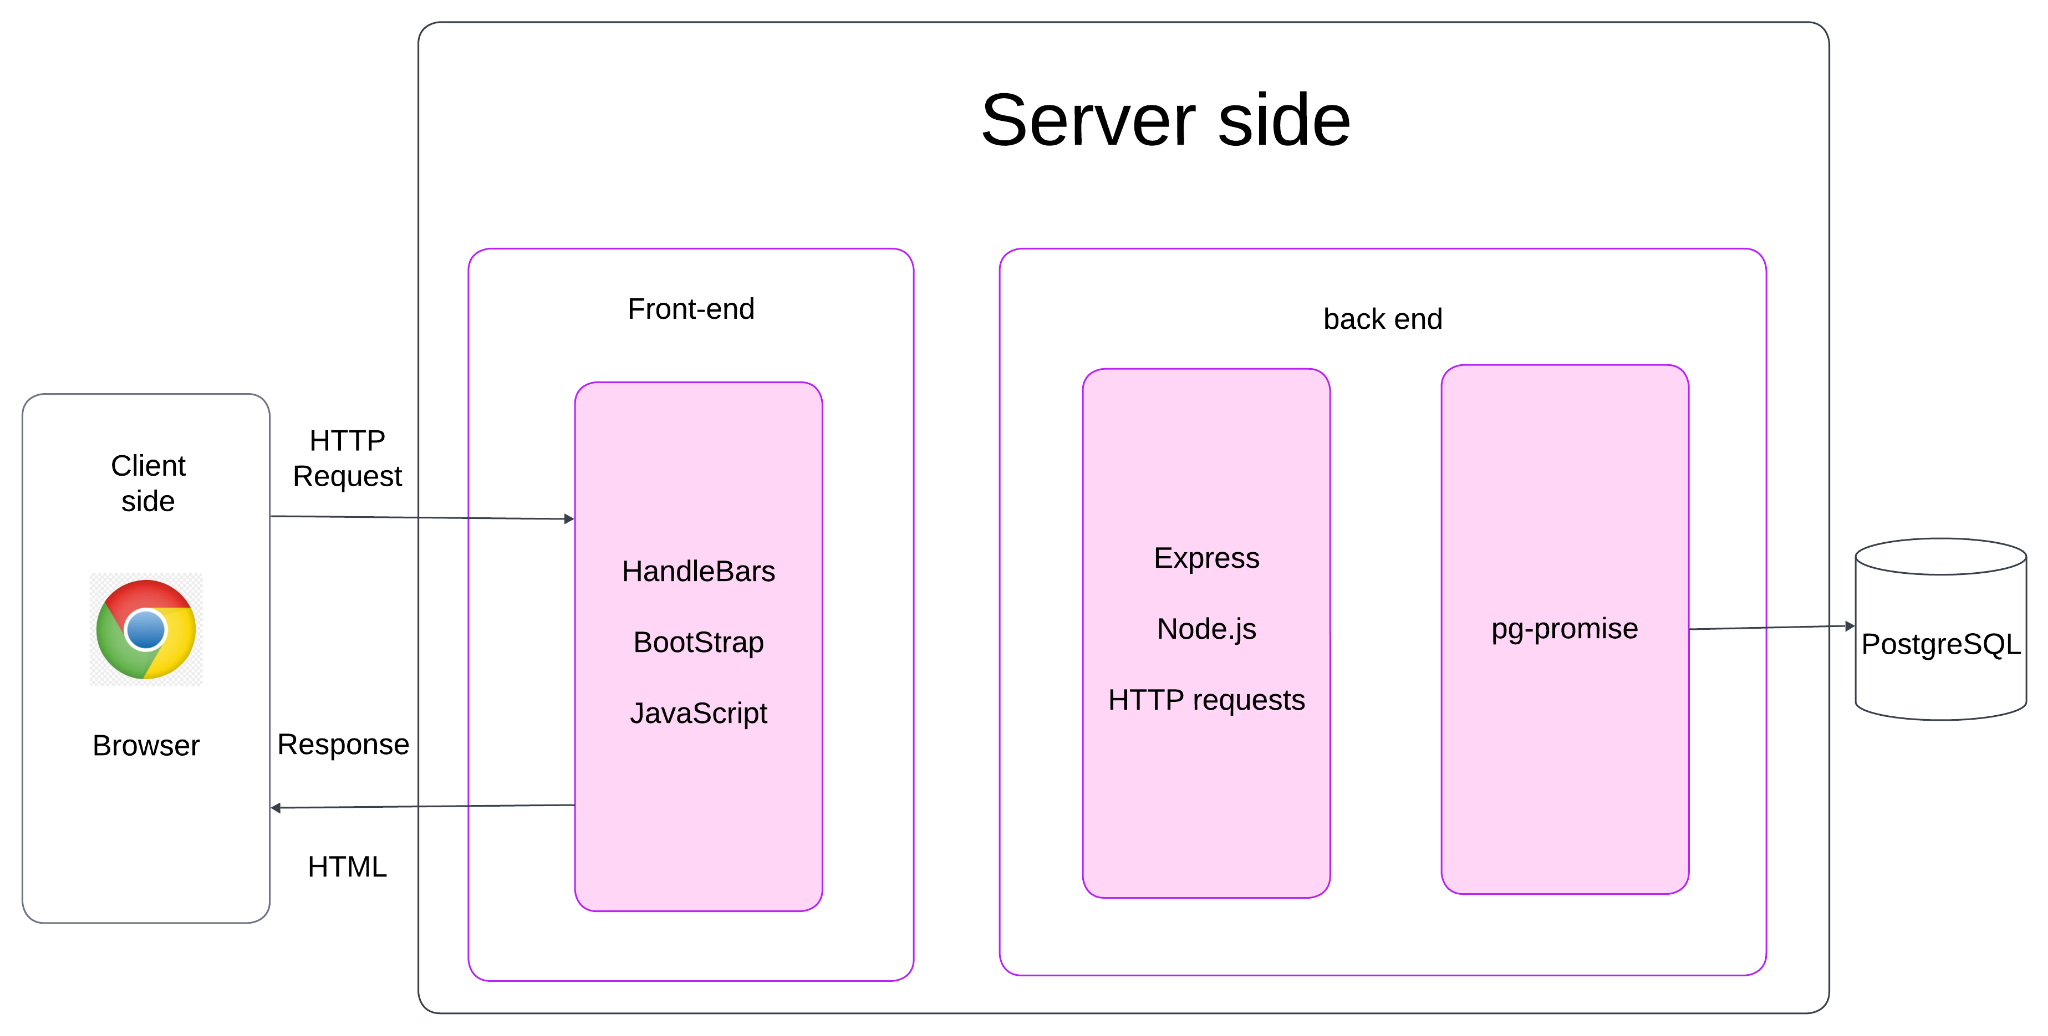 Server side
Front-end
back end
Client
side
Browser
HTTP
Request
Response
HTML
HandleBars
BootStrap
JavaScript
Express
Node.js
HTTP requests
pg-promise
PostgreSQL